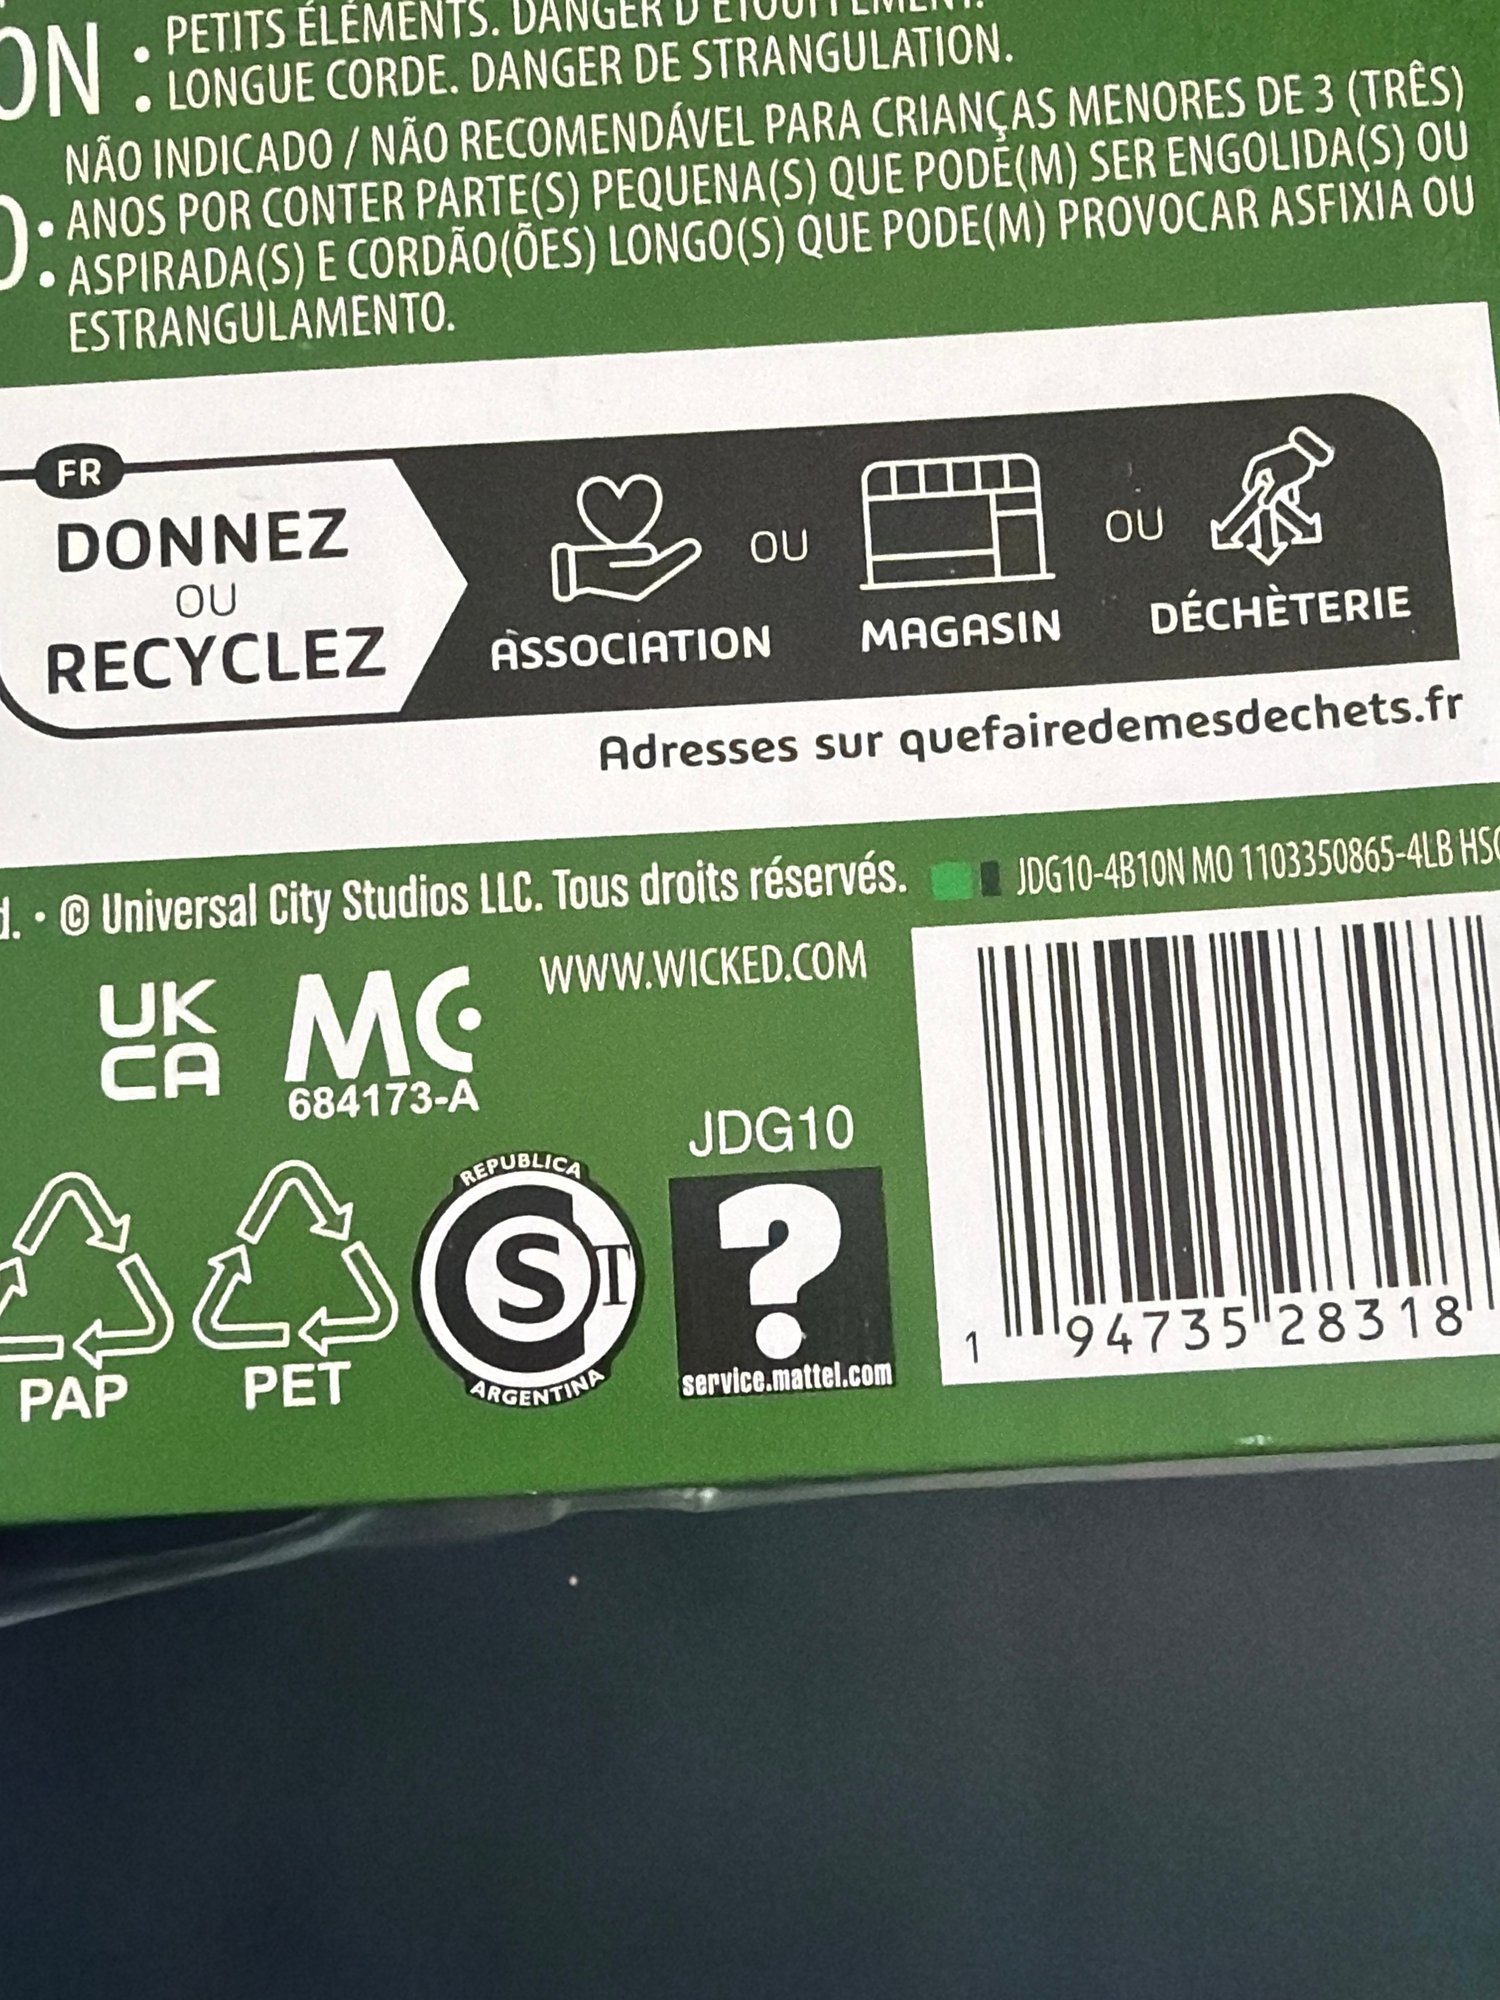 ON :
PETITS ÉLÉMENTS. DANGER D'ÉTOUFFEMENT.
LONGUE CORDE. DANGER DE STRANGULATION.
NÃO INDICADO / NÃO RECOMENDÁVEL PARA CRIANÇAS MENORES DE 3 (TRÊS)
ANOS POR CONTER PARTE(S) PEQUENA(S) QUE PODE(M) SER ENGOLIDA(S) OU
ASPIRADA(S) E CORDÃO(ÕES) LONGO(S) QUE PODE(M) PROVOCAR ASFIXIA OU
ESTRANGULAMENTO.
FR
DONNEZ
OU
RECYCLEZ
ASSOCIATION
OU
MAGASIN
OU
DÉCHÈTERIE
Adresses sur quefairedemesdechets.fr
d. • © Universal City Studios LLC. Tous droits réservés.
JDG10-4B10N MO 1103350865-4LB
WWW.WICKED.COM
UK
CA
MC
684173-A
JDG10
PAP
PET
REPUBLICA
S T
ARGENTINA
?
service.mattel.com
1 94735 28318